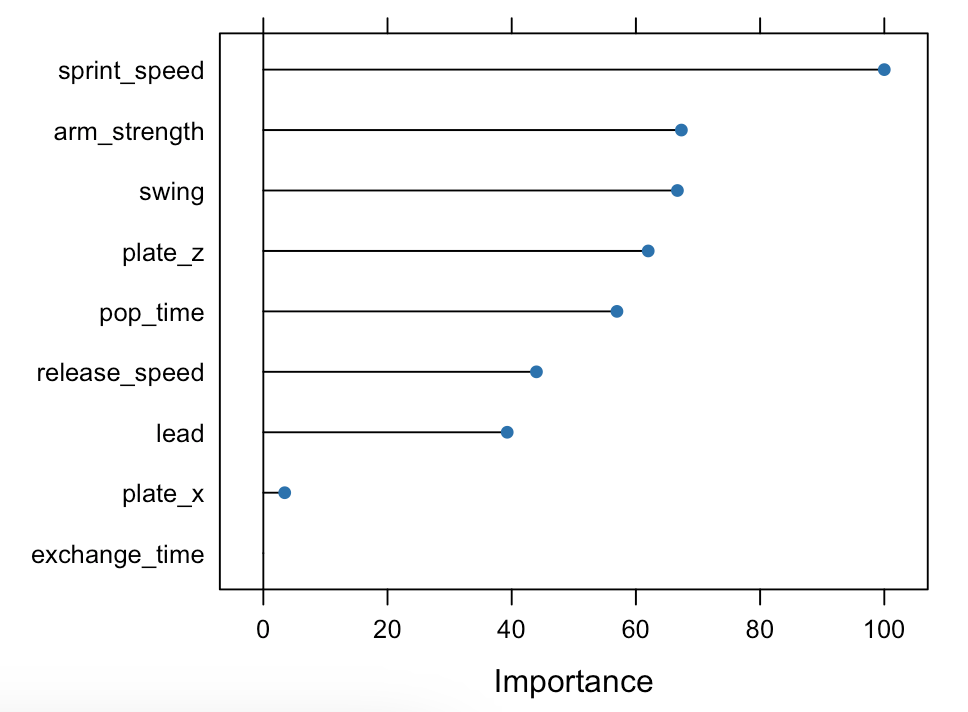 sprint_speed
arm_strength
swing
plate_z
pop_time
release_speed
lead
plate_x
exchange_time
0 20 40 60 80 100
Importance